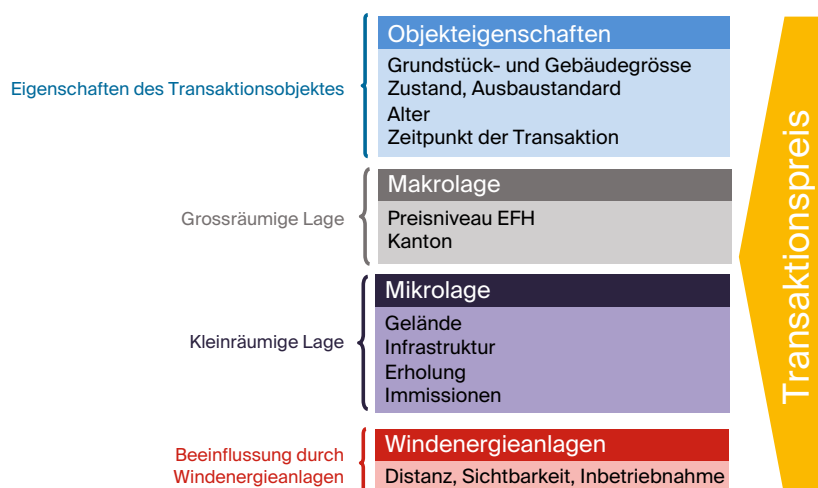 Eigenschaften des Transaktionsobjektes
Objekteigenschaften
Grundstück- und Gebäudegrösse
Zustand, Ausbaustandard
Alter
Zeitpunkt der Transaktion
Grossräumige Lage
Makrolage
Preisniveau EFH
Kanton
Kleinräumige Lage
Mikrolage
Gelände
Infrastruktur
Erholung
Immissionen
Beeinflussung durch
Windenergieanlagen
Windenergieanlagen
Distanz, Sichtbarkeit, Inbetriebnahme
Transaktionspreis